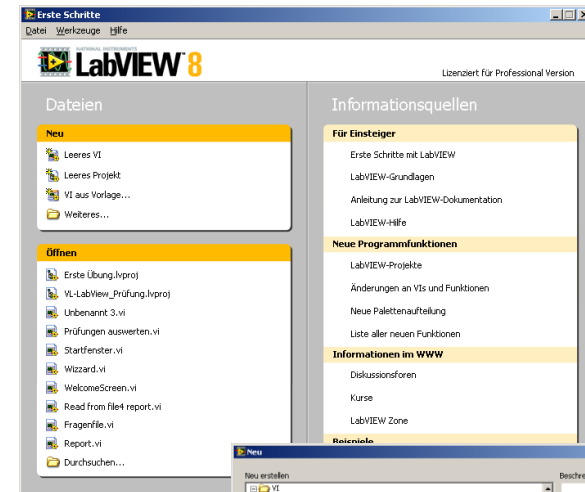 Erste Schritte
Datei Werkzeuge Hilfe
NATIONAL INSTRUMENTS
LabVIEW 8
Lizenziert für Professional Version
Dateien
Neu
Leeres VI
Leeres Projekt
VI aus Vorlage...
Weiteres...
Öffnen
Erste Übung.lvproj
VL-LabView_Prüfung.lvproj
Unbenannt 3.vi
Prüfungen auswerten.vi
Startfenster.vi
Wizzard.vi
WelcomeScreen.vi
Read from file4 report.vi
Fragenfile.vi
Report.vi
Durchsuchen...
Informationsquellen
Für Einsteiger
Erste Schritte mit LabVIEW
LabVIEW-Grundlagen
Anleitung zur LabVIEW-Dokumentation
LabVIEW-Hilfe
Neue Programmfunktionen
LabVIEW-Projekte
Änderungen an VIs und Funktionen
Neue Palettenaufteilung
Liste aller neuen Funktionen
Informationen im WWW
Diskussionsforen
Kurse
LabVIEW Zone
Beispiele
Neu
Neu erstellen
Beschre
VI